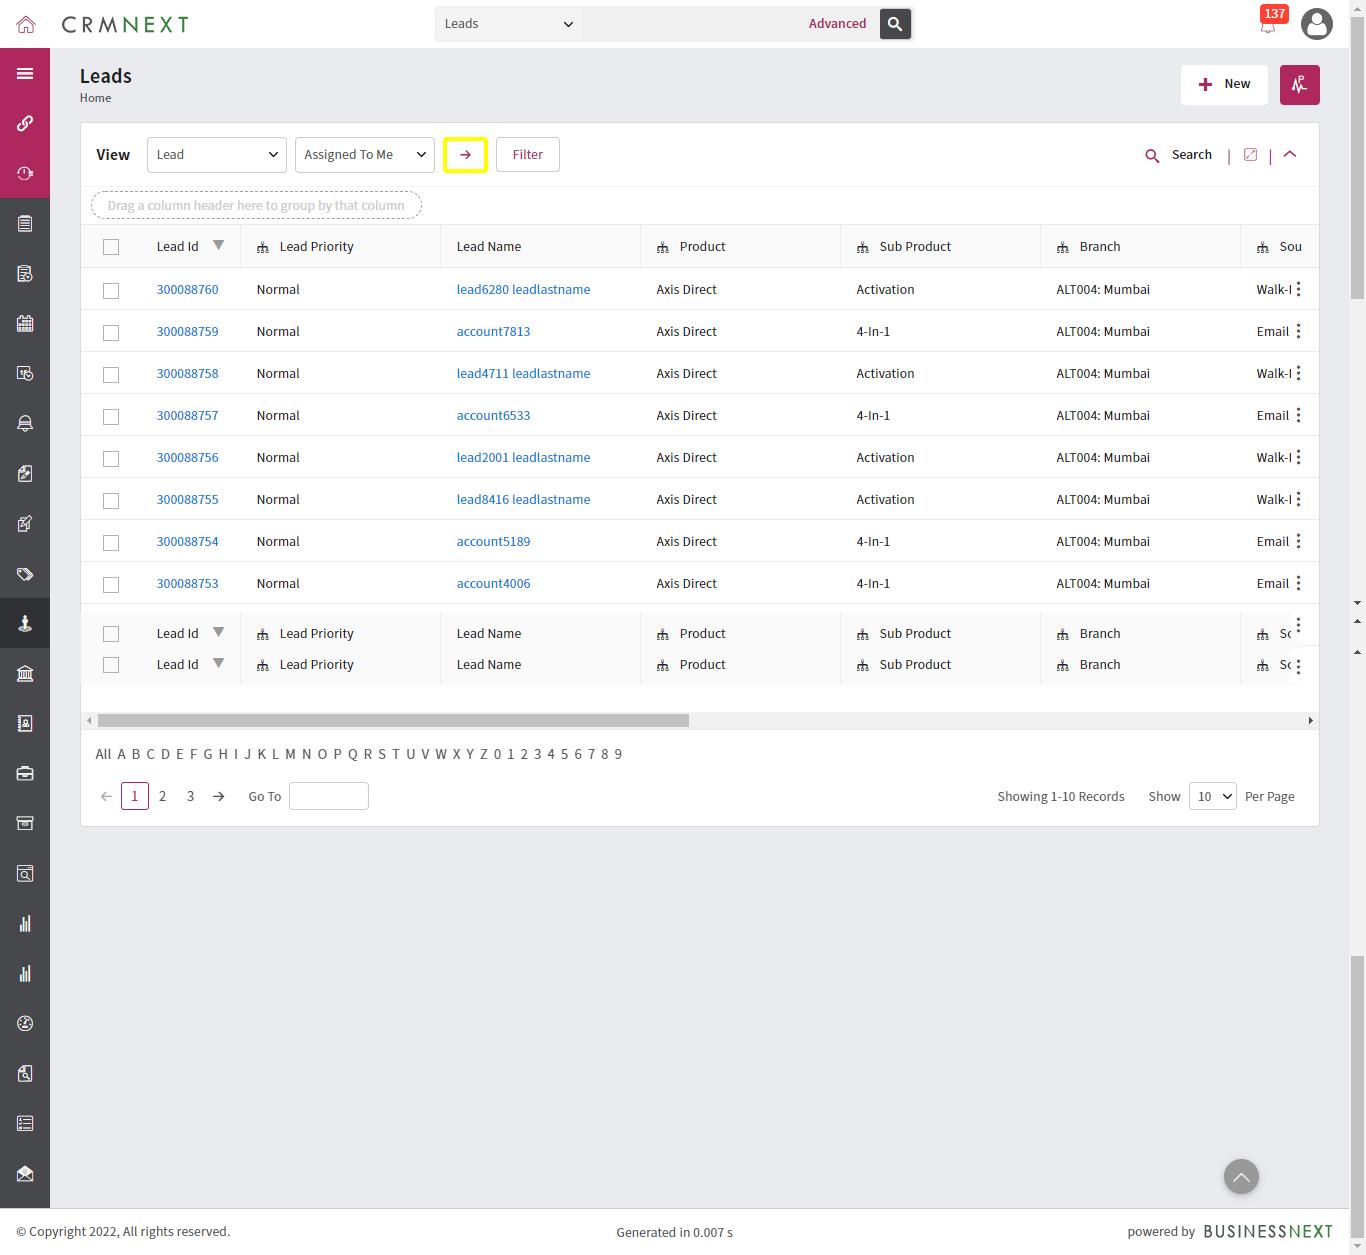 CRMNEXT
Leads
Advanced
137
Leads
Home
New
View
Lead
Assigned To Me
Filter
Search
Drag a column header here to group by that column
Lead Id Lead Priority Lead Name Product Sub Product Branch Sou
300088760 Normal lead6280 leadlastname Axis Direct Activation ALT004: Mumbai Walk-I
300088759 Normal account7813 Axis Direct 4-In-1 ALT004: Mumbai Email
300088758 Normal lead4711 leadlastname Axis Direct Activation ALT004: Mumbai Walk-I
300088757 Normal account6533 Axis Direct 4-In-1 ALT004: Mumbai Email
300088756 Normal lead2001 leadlastname Axis Direct Activation ALT004: Mumbai Walk-I
300088755 Normal lead8416 leadlastname Axis Direct Activation ALT004: Mumbai Walk-I
300088754 Normal account5189 Axis Direct 4-In-1 ALT004: Mumbai Email
300088753 Normal account4006 Axis Direct 4-In-1 ALT004: Mumbai Email
Lead Id Lead Priority Lead Name Product Sub Product Branch Sc
Lead Id Lead Priority Lead Name Product Sub Product Branch Sc
All A B C D E F G H I J K L M N O P Q R S T U V W X Y Z 0 1 2 3 4 5 6 7 8 9
1 2 3 Go To
Showing 1-10 Records Show 10 Per Page
© Copyright 2022, All rights reserved.
Generated in 0.007 s
powered by BUSINESSNEXT